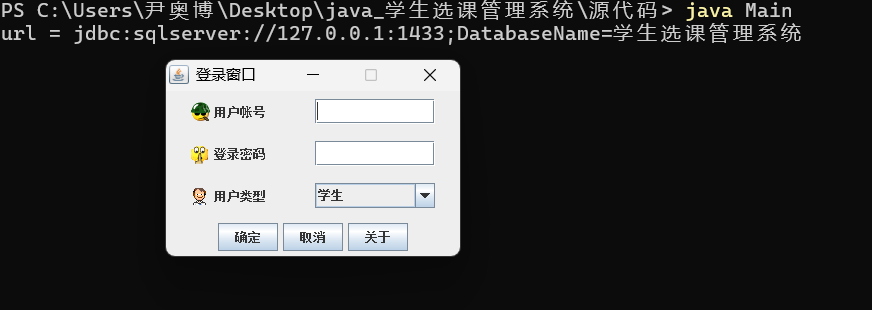 PS C:\Users\尹奥博\Desktop\java_学生选课管理系统\源代码> java Main
url = jdbc:sqlserver://127.0.0.1:1433;DatabaseName=学生选课管理系统
登录窗口
用户帐号
登录密码
用户类型 学生
确定 取消 关于